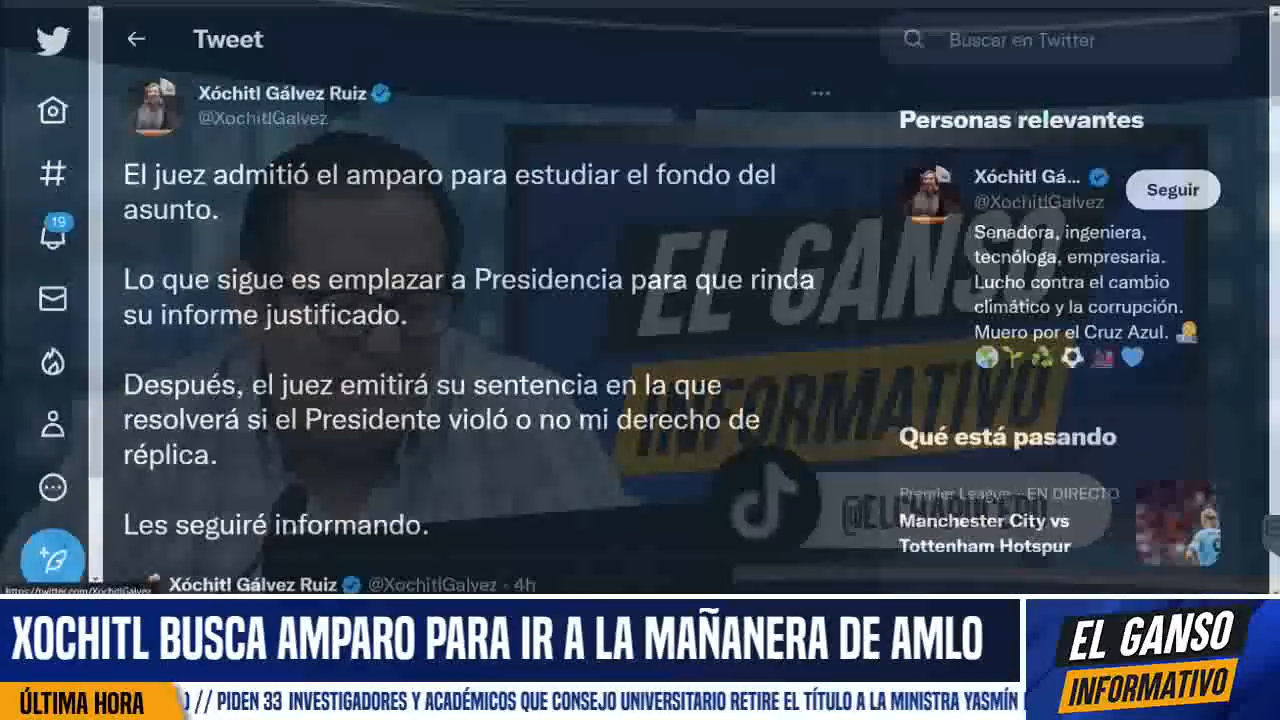 Tweet
Buscar en Twitter
Xóchitl Gálvez Ruiz
@XochitlGalvez
El juez admitió el amparo para estudiar el fondo del
asunto.
Lo que sigue es emplazar a Presidencia para que rinda
su informe justificado.
Después, el juez emitirá su sentencia en la que
resolverá si el Presidente violó o no mi derecho de
réplica.
Les seguiré informando.
Xóchitl Gálvez Ruiz @XochitlGalvez · 4h
19
Personas relevantes
Xóchitl Gá...
@XochitlGalvez
Seguir
Senadora, ingeniera,
tecnóloga, empresaria.
Lucho contra el cambio
climático y la corrupción.
Muero por el Cruz Azul.
Qué está pasando
Premier League · EN DIRECTO
Manchester City vs
Tottenham Hotspur
EL GANSO
INFORMATIVO
https://twitter.com/XochitlGalvez
XOCHITL BUSCA AMPARO PARA IR A LA MAÑANERA DE AMLO
EL GANSO
INFORMATIVO
ÚLTIMA HORA
// PIDEN 33 INVESTIGADORES Y ACADÉMICOS QUE CONSEJO UNIVERSITARIO RETIRE EL TÍTULO A LA MINISTRA YASMÍN